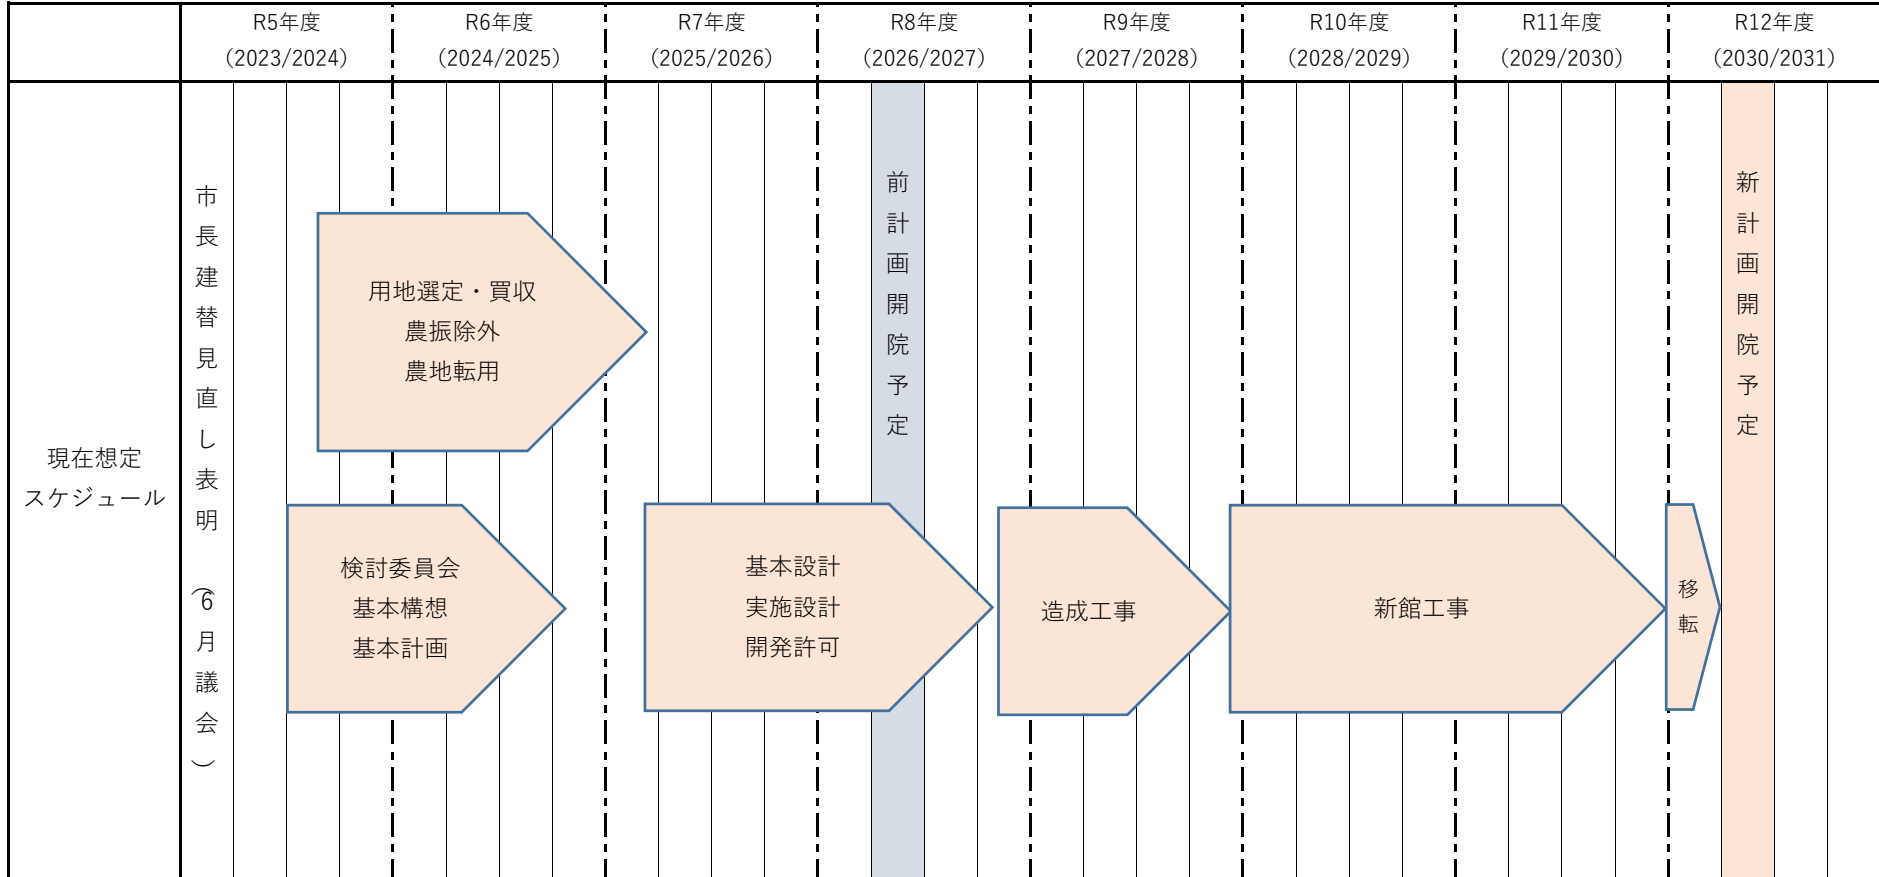 R5年度
(2023/2024)
R6年度
(2024/2025)
R7年度
(2025/2026)
R8年度
(2026/2027)
R9年度
(2027/2028)
R10年度
(2028/2029)
R11年度
(2029/2030)
R12年度
(2030/2031)
現在想定
スケジュール
市長建替見直し表明（6月議会）
用地選定・買収
農振除外
農地転用
検討委員会
基本構想
基本計画
基本設計
実施設計
開発許可
前計画開院予定
造成工事
新館工事
移転
新計画開院予定